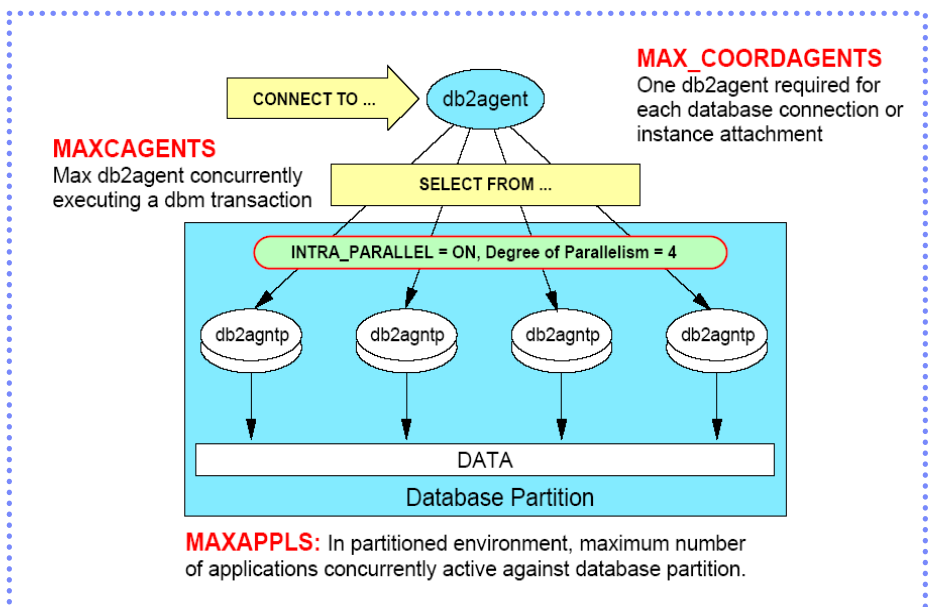 MAX_COORDAGENTS
One db2agent required for
each database connection or
instance attachment
CONNECT TO ...
db2agent
MAXCAGENTS
Max db2agent concurrently
executing a dbm transaction
SELECT FROM ...
INTRA_PARALLEL = ON, Degree of Parallelism = 4
db2agntp
db2agntp
db2agntp
db2agntp
DATA
Database Partition
MAXAPPLS: In partitioned environment, maximum number
of applications concurrently active against database partition.